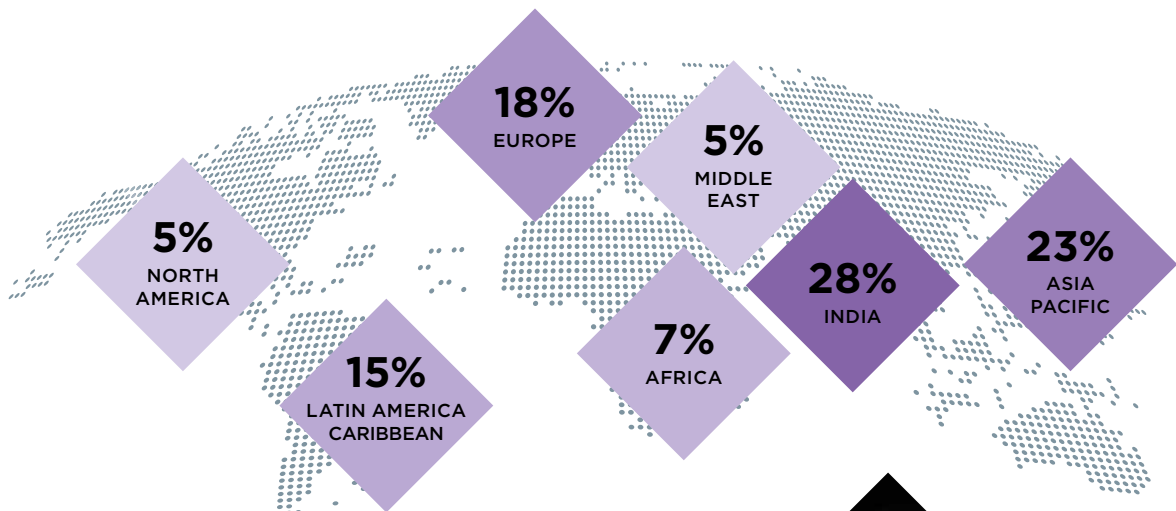 18%
EUROPE
5%
MIDDLE
EAST
5%
NORTH
AMERICA
28%
INDIA
23%
ASIA
PACIFIC
15%
LATIN AMERICA
CARIBBEAN
7%
AFRICA